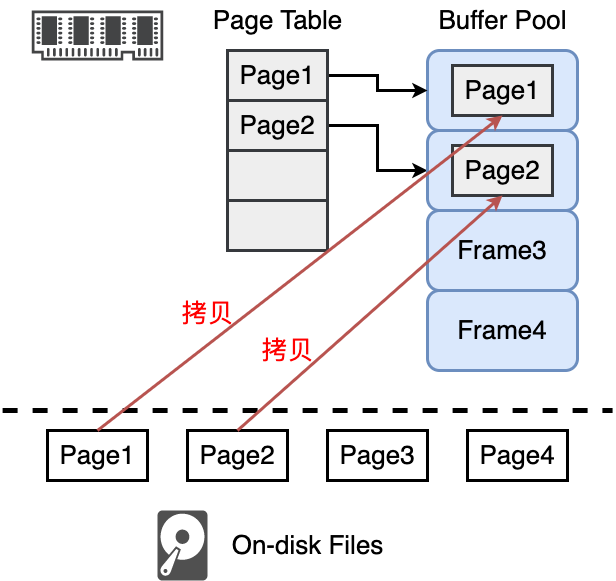 Page Table
Buffer Pool
Page1
Page1
Page2
Page2
Frame3
Frame4
拷贝
拷贝
Page1
Page2
Page3
Page4
On-disk Files